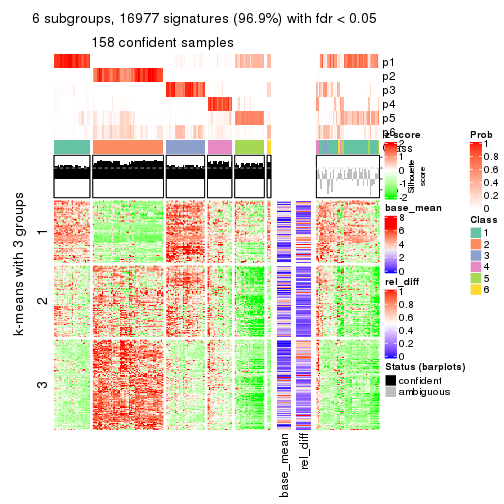 6 subgroups, 16977 signatures (96.9%) with fdr < 0.05
158 confident samples
p1
p2
p3
p4
p5
p6
Class
z_score
2
1
0
-1
-2
Silhouette
score
k-means with 3 groups
1
2
3
base_mean
8
6
4
2
0
rel_diff
1
0.8
0.6
0.4
0.2
0
Status (barplots)
confident
ambiguous
Prob
1
0.8
0.6
0.4
0.2
0
Class
1
2
3
4
5
6
base_mean
rel_diff